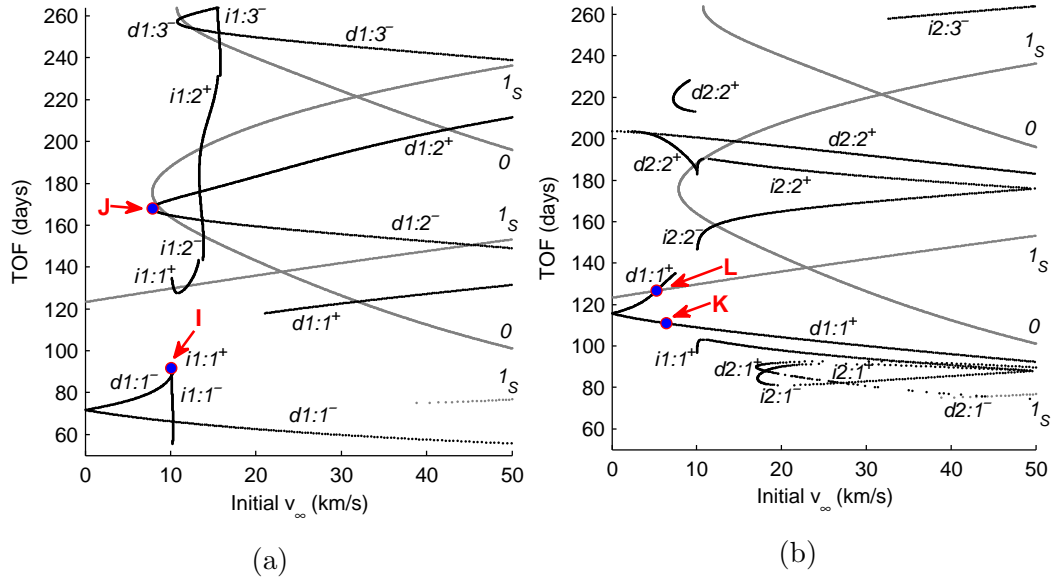 260
240
220
200
180
160
140
120
100
80
60
TOF (days)
0
10
20
30
40
50
Initial v∞ (km/s)
d1:3⁻
i1:3⁻
d1:3⁻
i1:2⁺
1S
d1:2⁺
0
J
d1:2⁻
i1:2⁻
1S
i1:1⁺
I
d1:1⁺
0
i1:1⁺
d1:1⁻
i1:1⁻
1S
d1:1⁻
(a)
260
240
220
200
180
160
140
120
100
80
60
TOF (days)
0
10
20
30
40
50
Initial v∞ (km/s)
i2:3⁻
1S
d2:2⁺
d2:2⁺
0
d2:2⁺
i2:2⁺
i2:2⁻
1S
d1:1⁺
L
K
d1:1⁺
0
i1:1⁺
d2:1⁺
i2:1⁺
i2:1⁻
d2:1⁻
1S
(b)